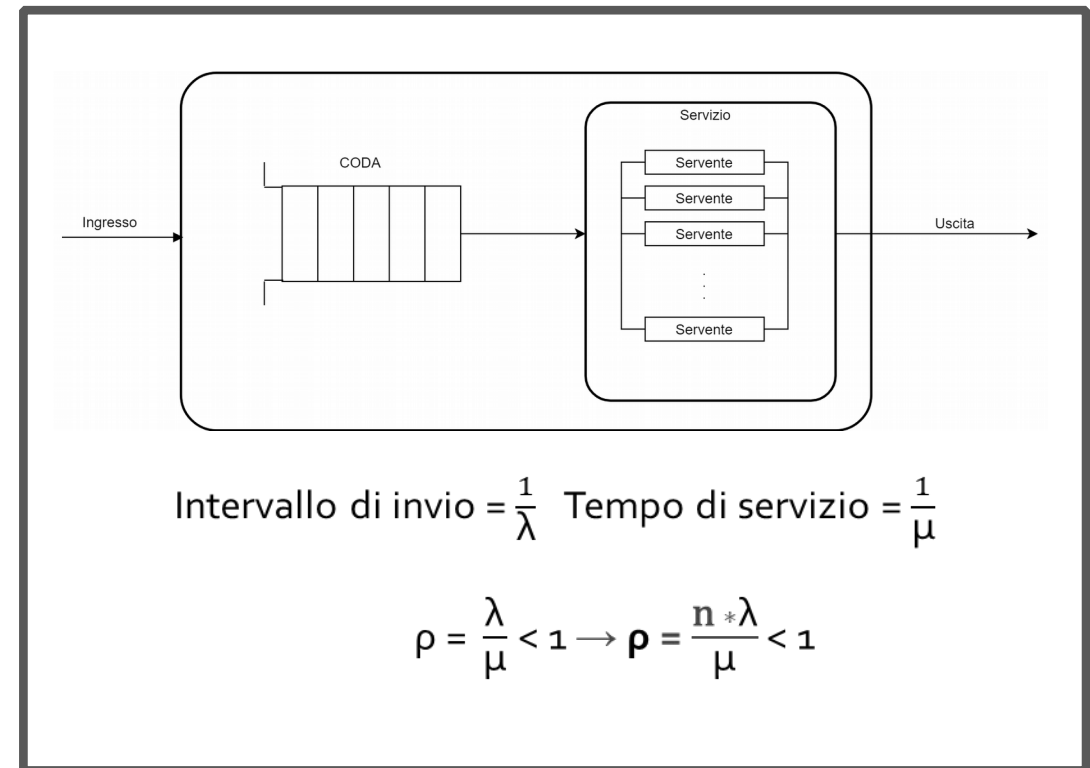 Servizio
CODA
Servente
Servente
Ingresso
Servente
Uscita
.
.
.
Servente
Intervallo di invio = 1/λ Tempo di servizio = 1/μ
ρ = λ/μ < 1 → ρ = n*λ/μ < 1